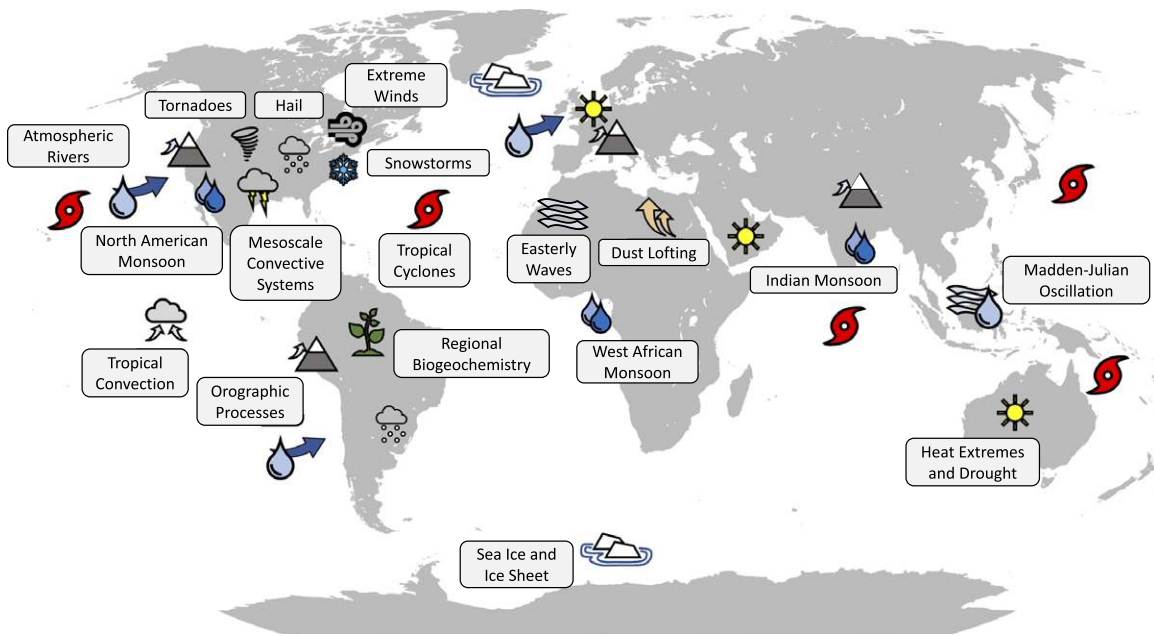 Extreme
Winds
Tornadoes
Hail
Atmospheric
Rivers
Snowstorms
North American
Monsoon
Mesoscale
Convective
Systems
Tropical
Cyclones
Easterly
Waves
Dust Lofting
Indian Monsoon
Madden-Julian
Oscillation
Tropical
Convection
Regional
Biogeochemistry
West African
Monsoon
Orographic
Processes
Heat Extremes
and Drought
Sea Ice and
Ice Sheet